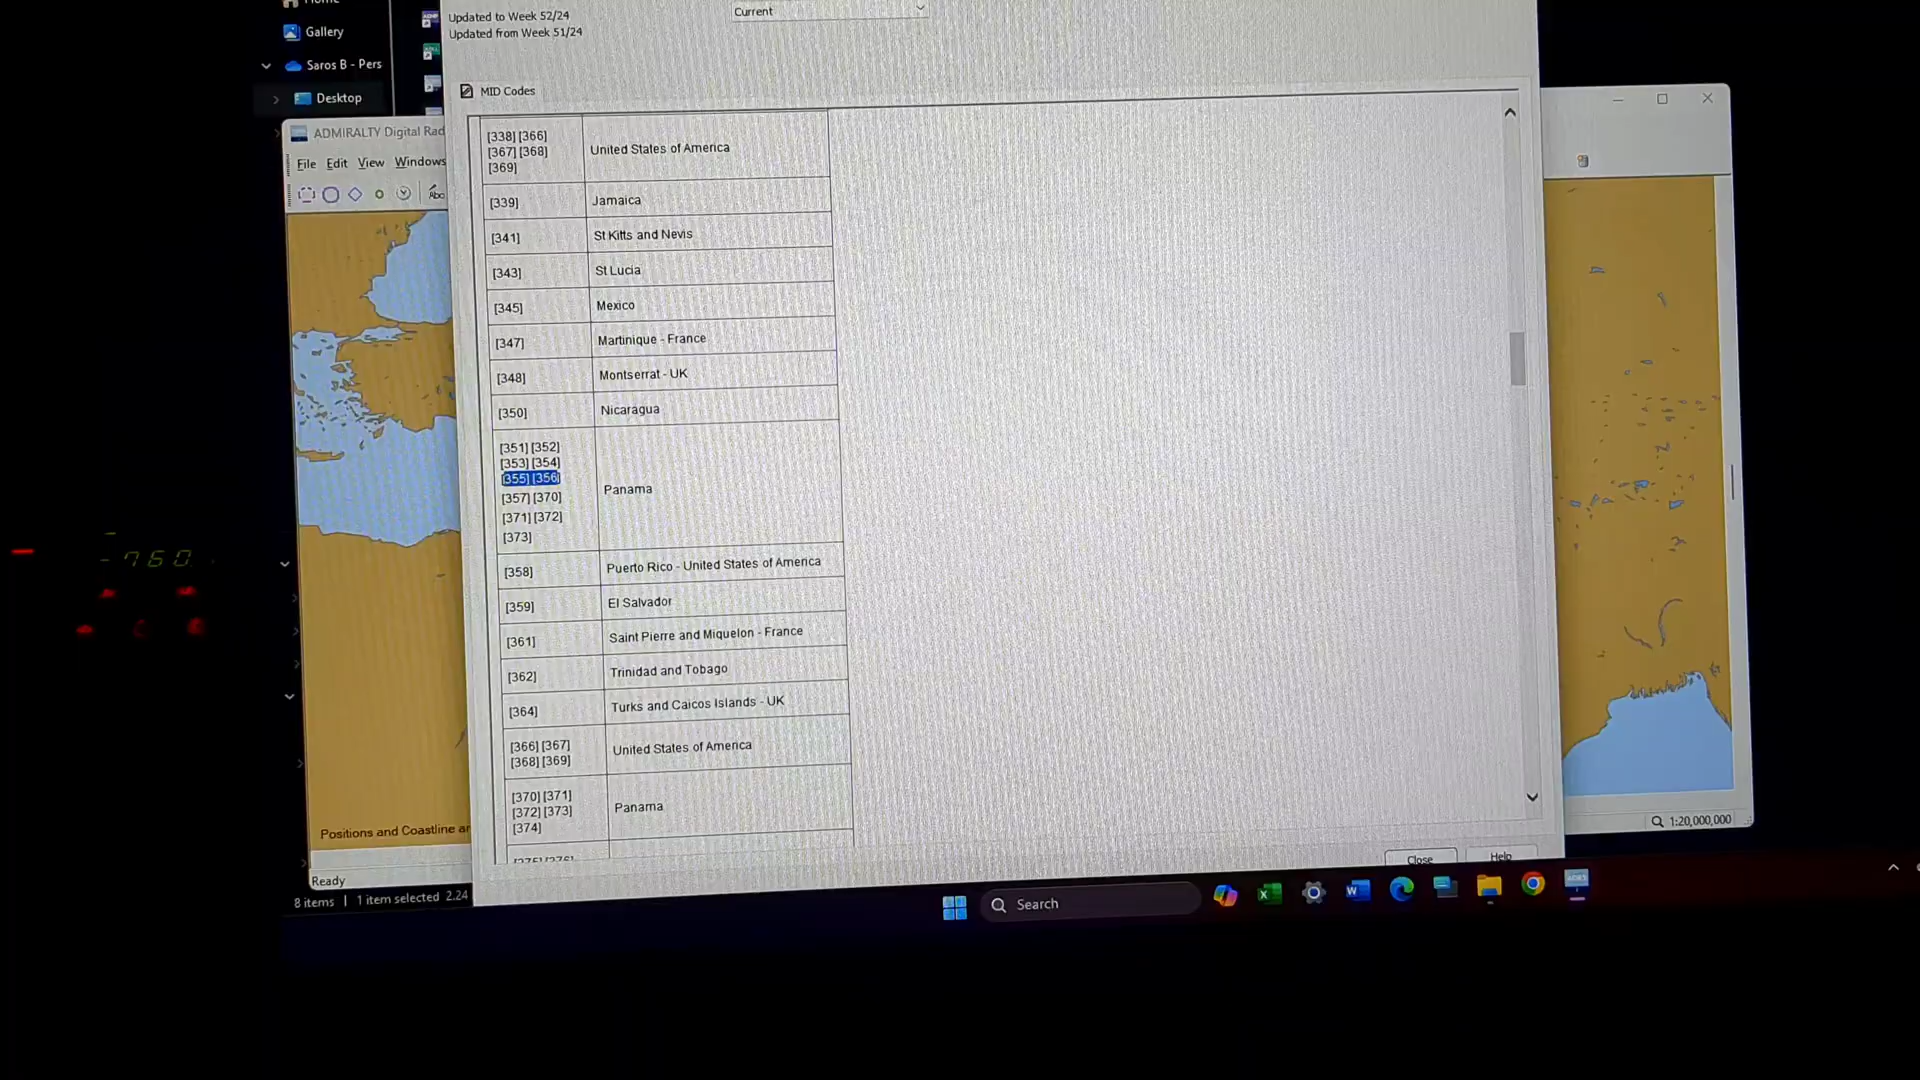 Home
Gallery
Saros B - Pers
Desktop
Updated to Week 52/24
Updated from Week 51/24
Current
MID Codes
ADMIRALTY Digital Rad
File Edit View Windows
Abc
[338] [366]
[367] [368]
[369]
United States of America
[339]
Jamaica
[341]
St Kitts and Nevis
[343]
St Lucia
[345]
Mexico
[347]
Martinique - France
[348]
Montserrat - UK
[350]
Nicaragua
[351] [352]
[353] [354]
[355] [356]
[357] [370]
[371] [372]
[373]
Panama
[358]
Puerto Rico - United States of America
[359]
El Salvador
[361]
Saint Pierre and Miquelon - France
[362]
Trinidad and Tobago
[364]
Turks and Caicos Islands - UK
[366] [367]
[368] [369]
United States of America
[370] [371]
[372] [373]
[374]
Panama
[375] [376]
Close
Help
Positions and Coastline ar
Ready
1:20,000,000
8 items | 1 item selected 2.24
Search
-760